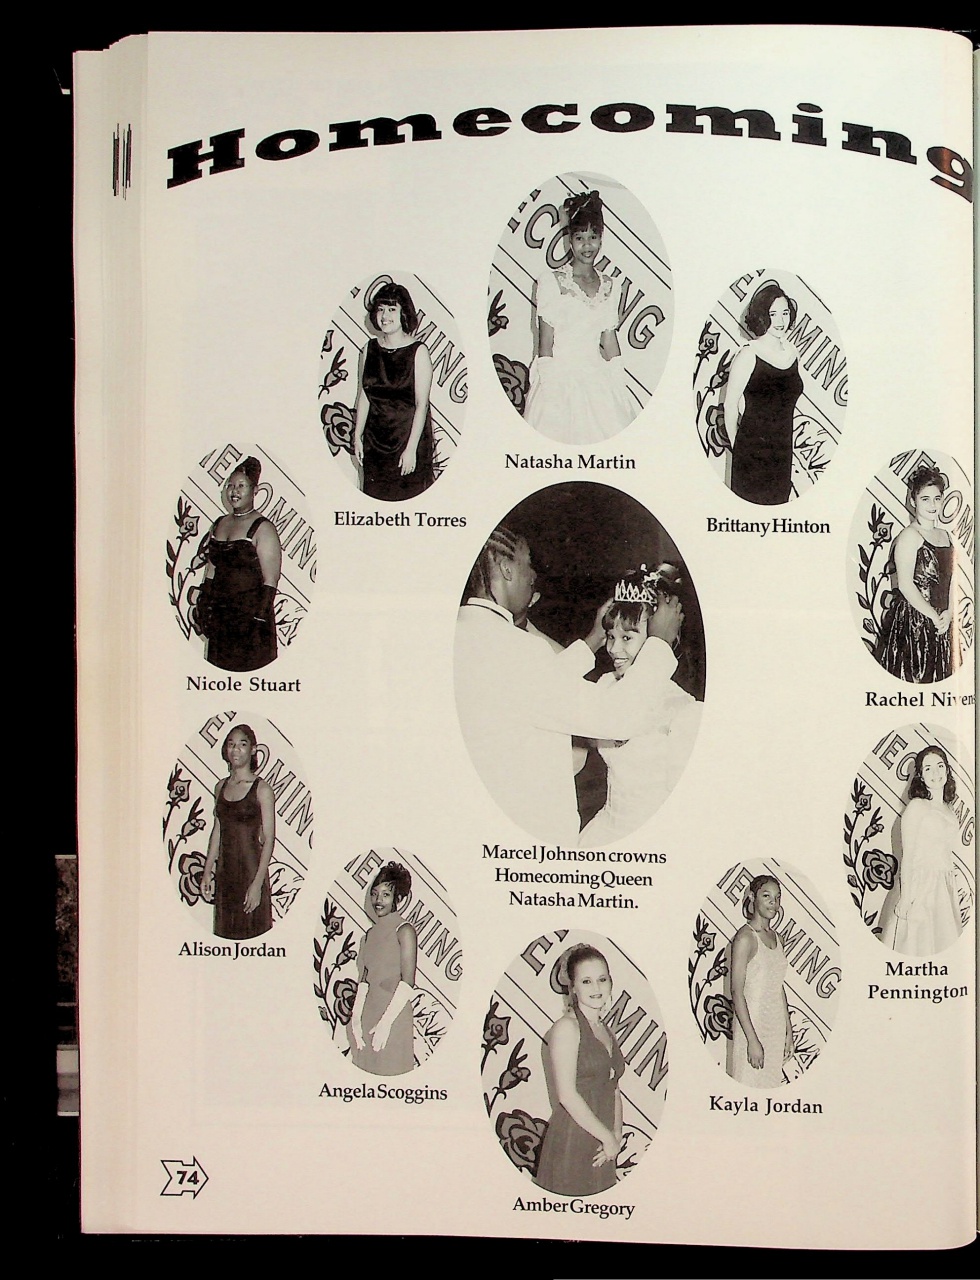 Homecoming
Natasha Martin
Elizabeth Torres
Brittany Hinton
Nicole Stuart
Rachel Nivens
Marcel Johnson crowns
Homecoming Queen
Natasha Martin.
Alison Jordan
Martha
Pennington
Angela Scoggins
Kayla Jordan
Amber Gregory
74